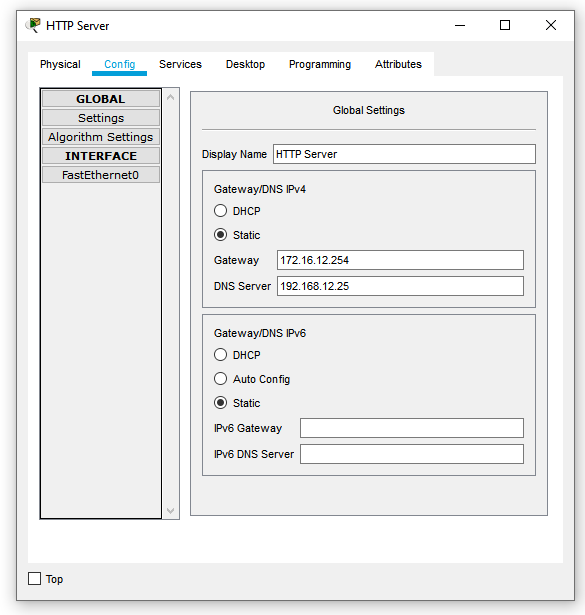 HTTP Server
Physical Config Services Desktop Programming Attributes
GLOBAL
Settings
Algorithm Settings
INTERFACE
FastEthernet0
Global Settings
Display Name HTTP Server
Gateway/DNS IPv4
DHCP
Static
Gateway 172.16.12.254
DNS Server 192.168.12.25
Gateway/DNS IPv6
DHCP
Auto Config
Static
IPv6 Gateway
IPv6 DNS Server
Top